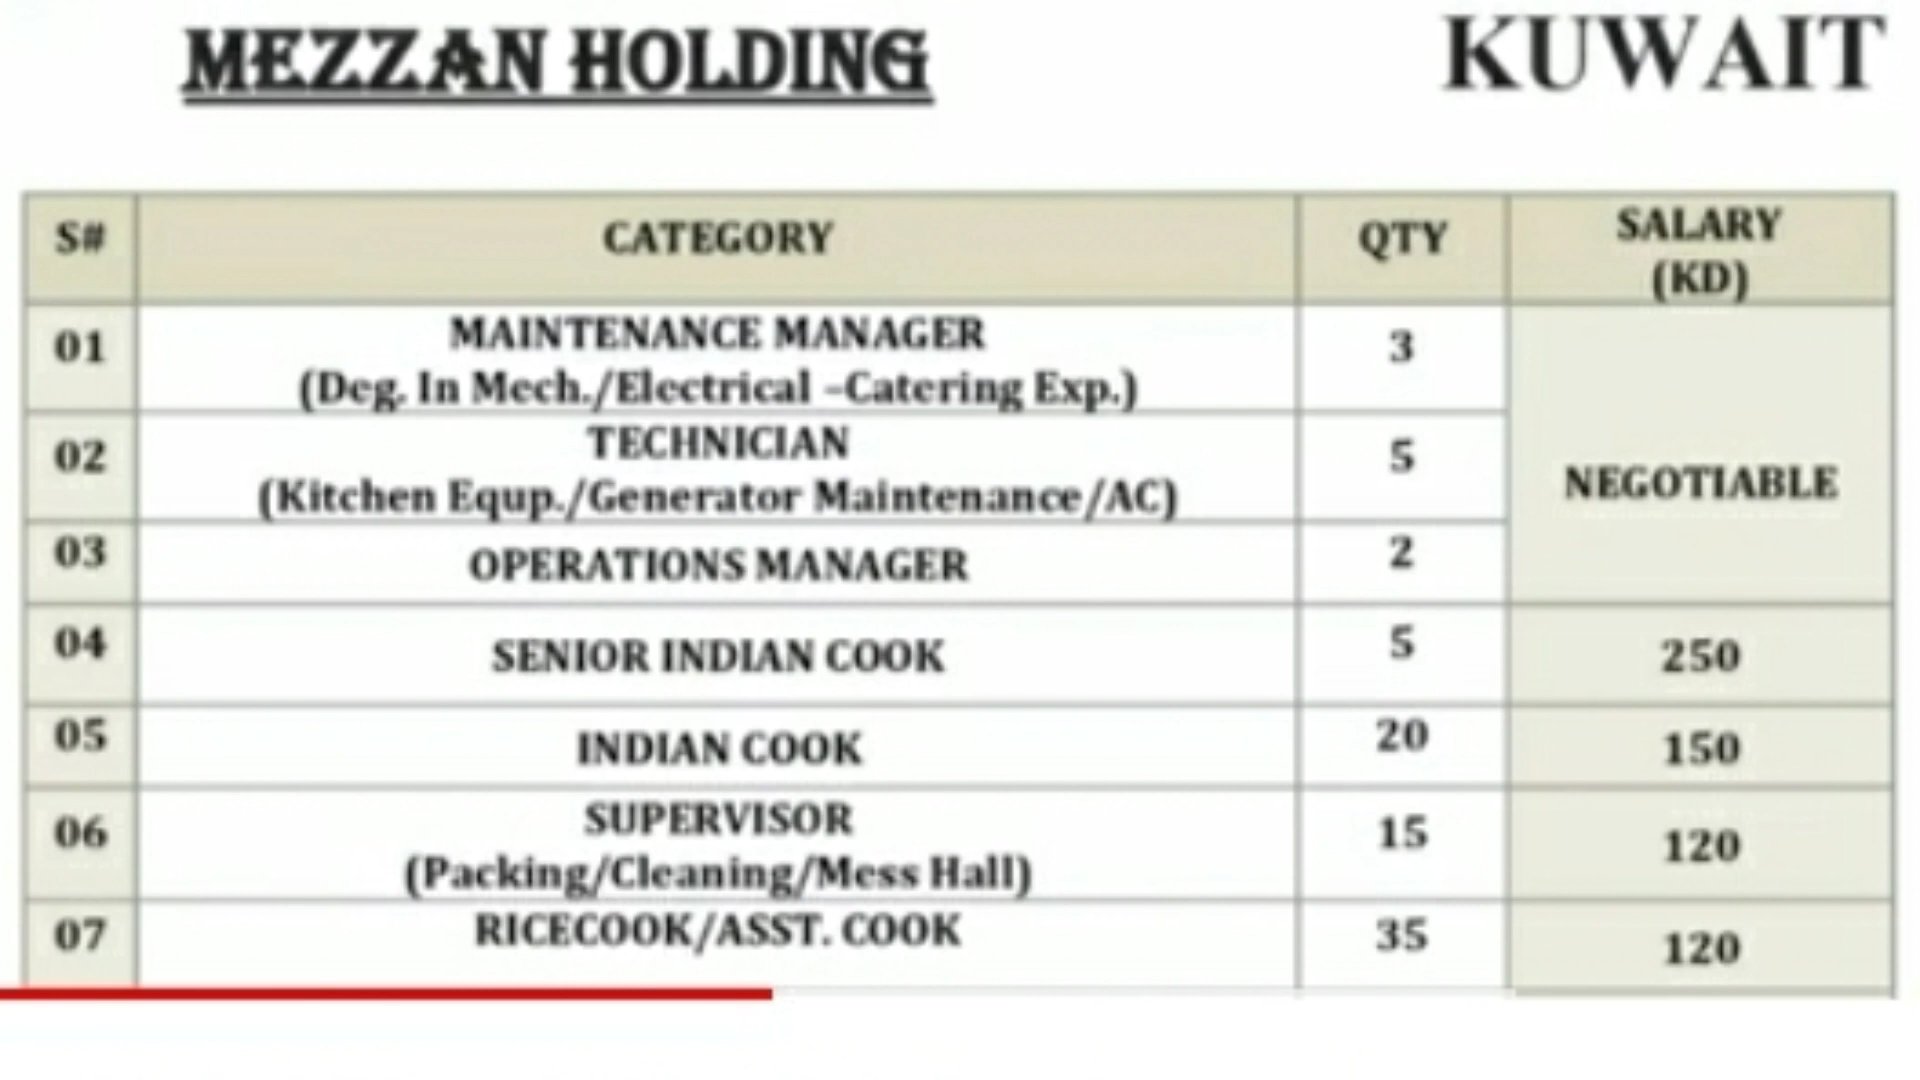 MEZZAN HOLDING
KUWAIT
S# CATEGORY QTY SALARY
(KD)
01 MAINTENANCE MANAGER 3
(Deg. In Mech./Electrical –Catering Exp.)
02 TECHNICIAN 5
(Kitchen Equp./Generator Maintenance/AC)
NEGOTIABLE
03 OPERATIONS MANAGER 2
04 SENIOR INDIAN COOK 5 250
05 INDIAN COOK 20 150
06 SUPERVISOR 15 120
(Packing/Cleaning/Mess Hall)
07 RICECOOK/ASST. COOK 35 120